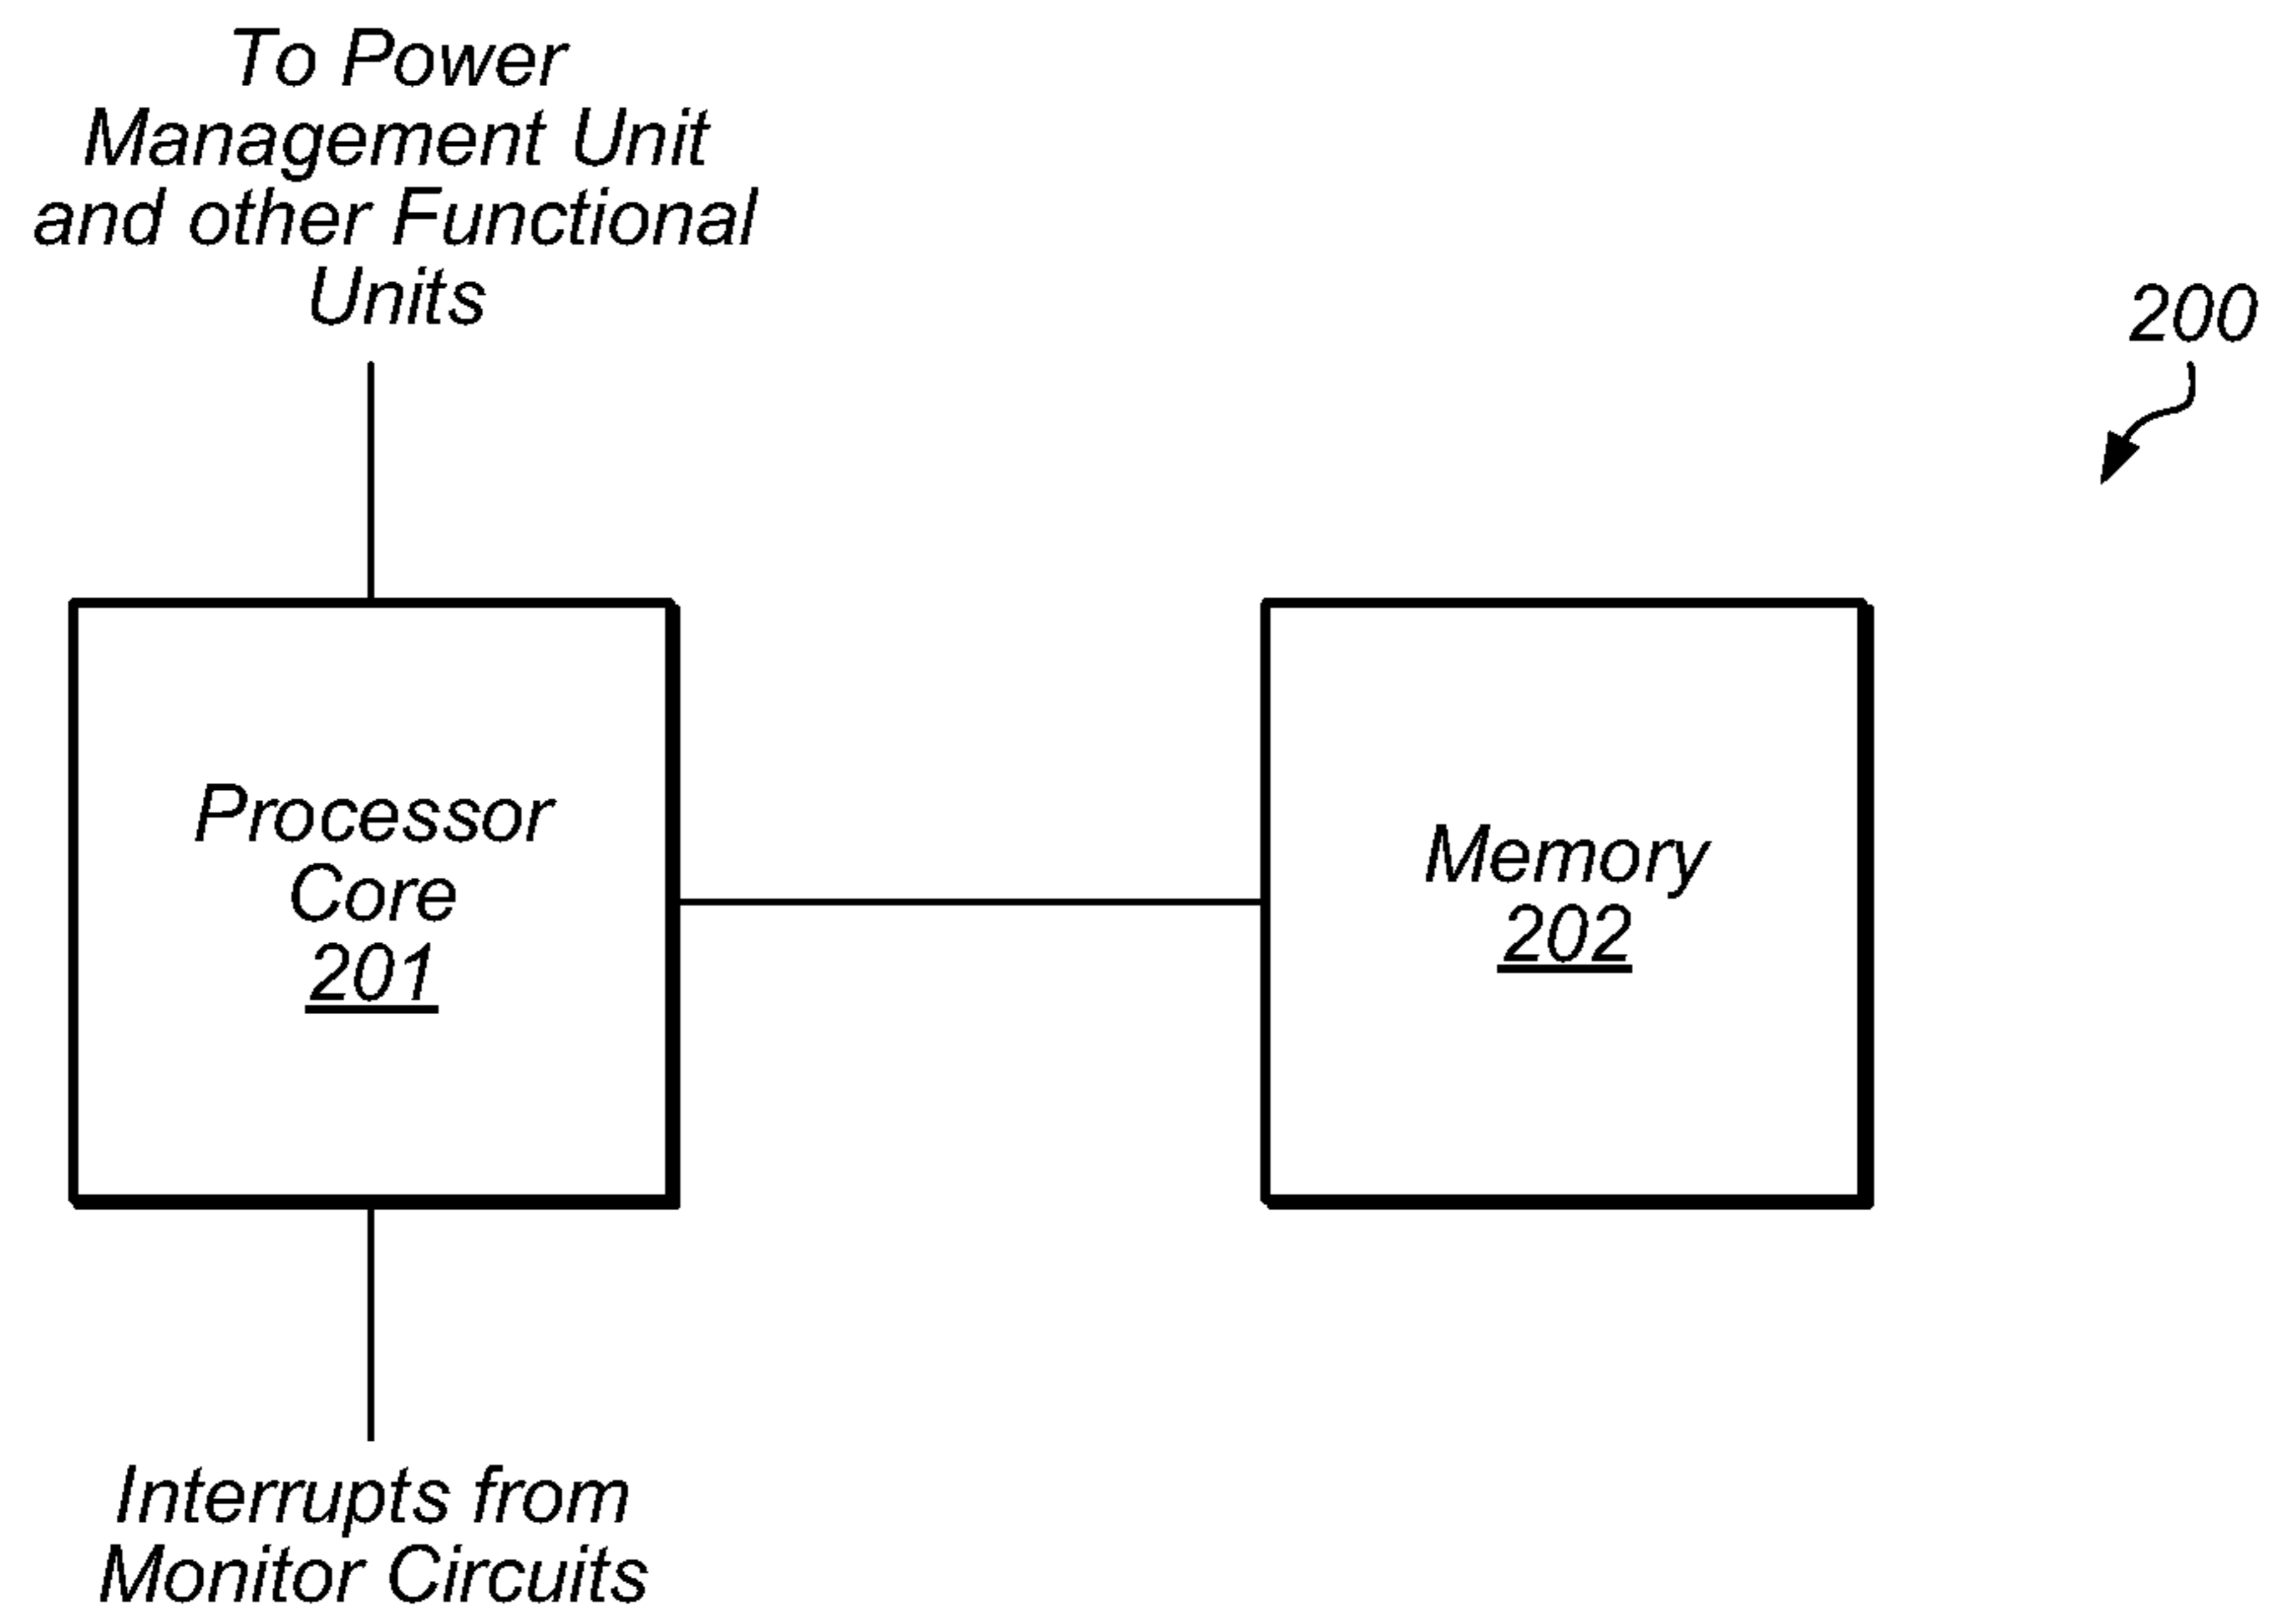 To Power
Management Unit
and other Functional
Units
200
Processor
Core
201
Memory
202
Interrupts from
Monitor Circuits